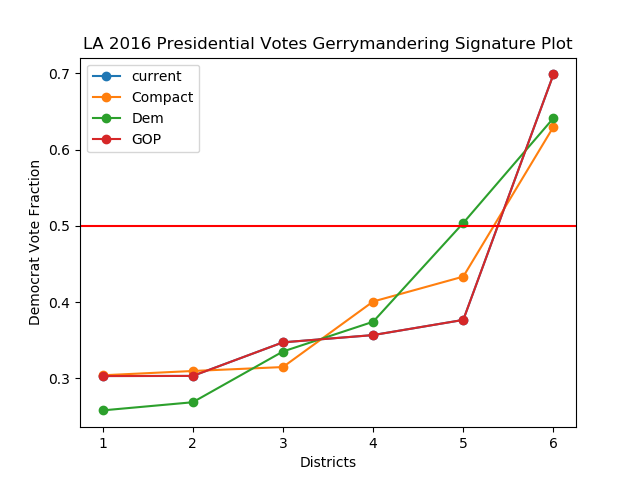 LA 2016 Presidential Votes Gerrymandering Signature Plot
current
Compact
Dem
GOP
0.7
0.6
0.5
0.4
0.3
Democrat Vote Fraction
1 2 3 4 5 6
Districts